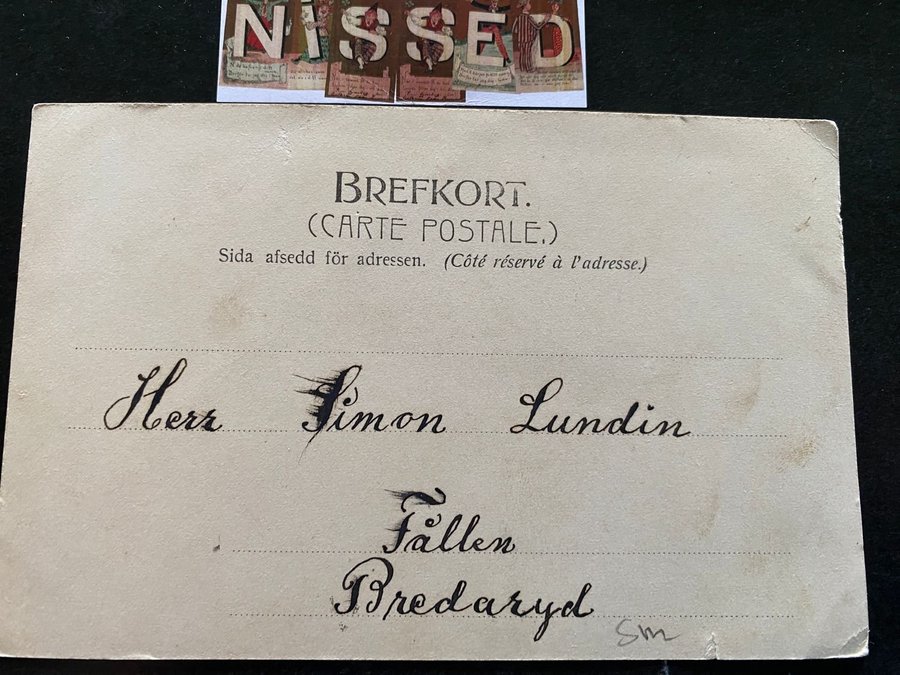 NISSED
BREFKORT.
(CARTE POSTALE.)
Sida afsedd för adressen. (Côté réservé à l'adresse.)
Herr Simon Lundin
Fållen
Bredaryd
Sm